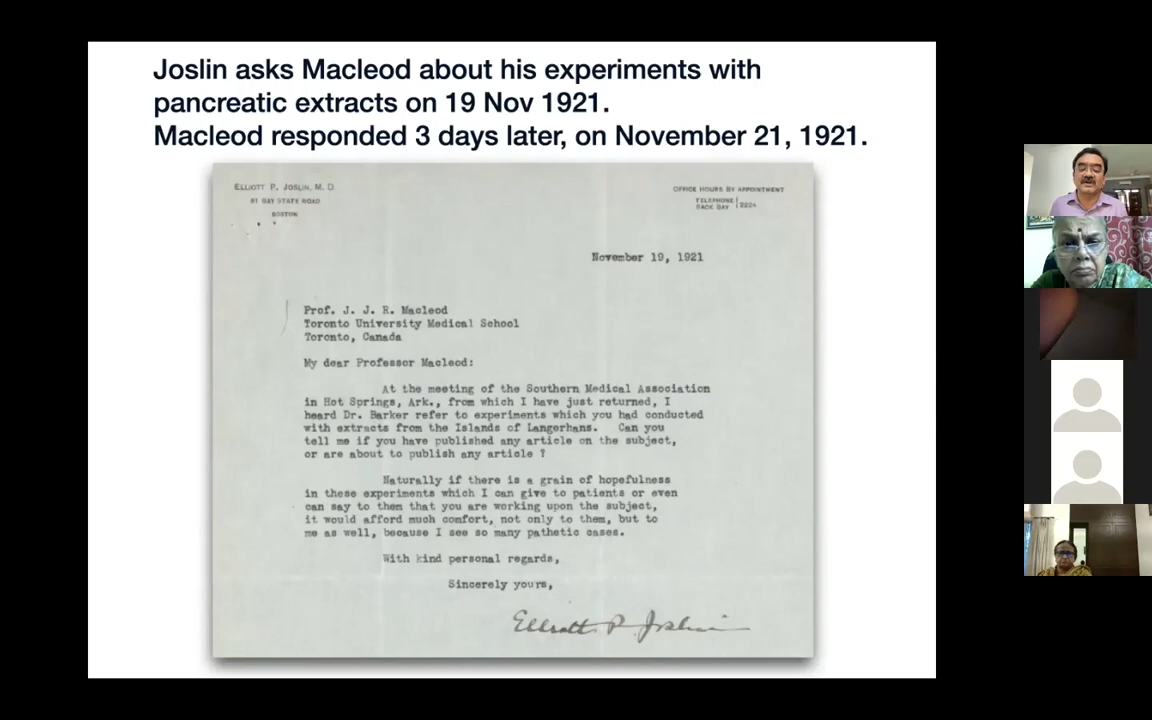 Joslin asks Macleod about his experiments with
pancreatic extracts on 19 Nov 1921.
Macleod responded 3 days later, on November 21, 1921.
ELLIOTT P. JOSLIN, M. D.
81 BAY STATE ROAD
BOSTON
OFFICE HOURS BY APPOINTMENT
TELEPHONE
BACK BAY 2224
November 19, 1921
Prof. J. J. R. Macleod
Toronto University Medical School
Toronto, Canada
My dear Professor Macleod:
At the meeting of the Southern Medical Association
in Hot Springs, Ark., from which I have just returned, I
heard Dr. Barker refer to experiments which you had conducted
with extracts from the Islands of Langerhans. Can you
tell me if you have published any article on the subject,
or are about to publish any article ?
Naturally if there is a grain of hopefulness
in these experiments which I can give to patients or even
can say to them that you are working upon the subject,
it would afford much comfort, not only to them, but to
me as well, because I see so many pathetic cases.
With kind personal regards,
Sincerely yours,
Elliott P. Joslin